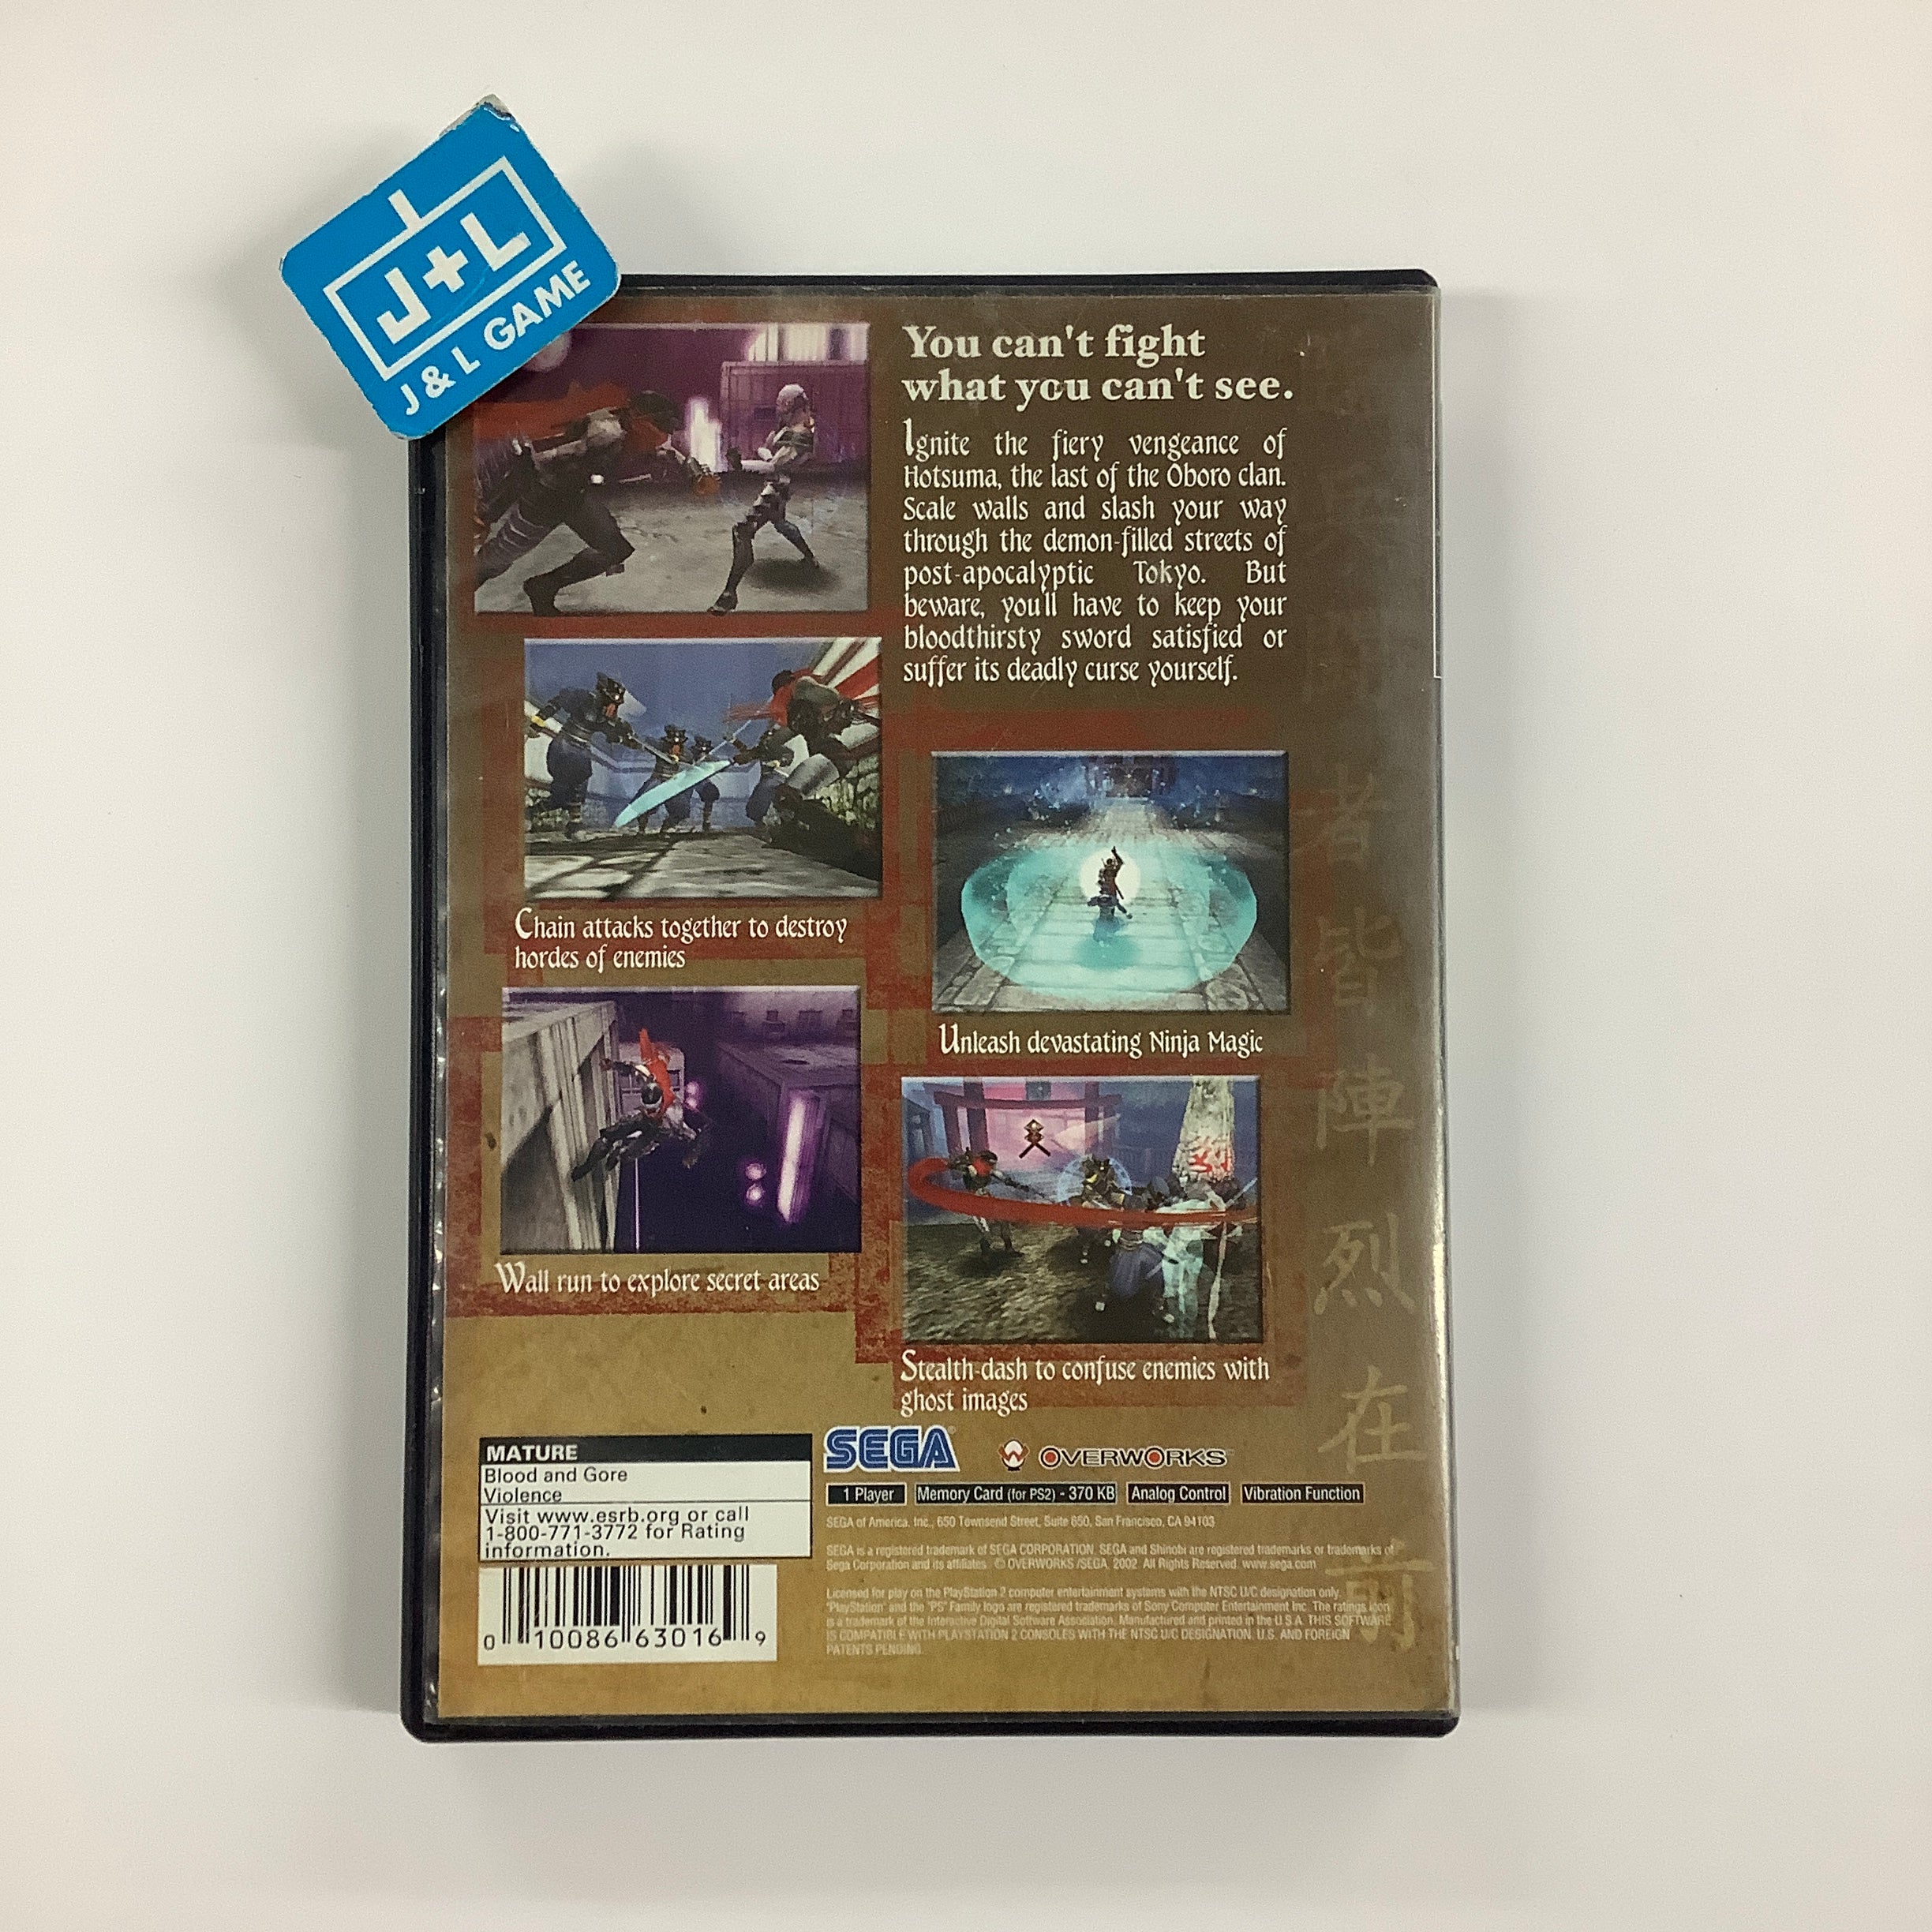 J+L
J & L GAME
You can't fight
what you can't see.
Ignite the fiery vengeance of
Hotsuma, the last of the Oboro clan.
Scale walls and slash your way
through the demon-filled streets of
post-apocalyptic Tokyo. But
beware, you'll have to keep your
bloodthirsty sword satisfied or
suffer its deadly curse yourself.
Chain attacks together to destroy
hordes of enemies
Unleash devastating Ninja Magic
Wall run to explore secret areas
Stealth-dash to confuse enemies with
ghost images
者
皆
陣
烈
在
前
MATURE
Blood and Gore
Violence
Visit www.esrb.org or call
1-800-771-3772 for Rating
information.
0 10086 63016 9
SEGA
OVERWORKS
1 Player
Memory Card (for PS2) - 370 KB
Analog Control
Vibration Function
SEGA of America, Inc., 650 Townsend Street, Suite 650, San Francisco, CA 94103
SEGA is a registered trademark of SEGA CORPORATION. SEGA and Shinobi are registered trademarks or trademarks of
Sega Corporation and its affiliates. © OVERWORKS /SEGA, 2002. All Rights Reserved. www.sega.com
Licensed for play on the PlayStation 2 computer entertainment systems with the NTSC U/C designation only.
"PlayStation" and the "PS" Family logo are registered trademarks of Sony Computer Entertainment Inc. The ratings icon
is a trademark of the Interactive Digital Software Association. Manufactured and printed in the U.S.A. THIS SOFTWARE
IS COMPATIBLE WITH PLAYSTATION 2 CONSOLES WITH THE NTSC U/C DESIGNATION. U.S. AND FOREIGN
PATENTS PENDING.